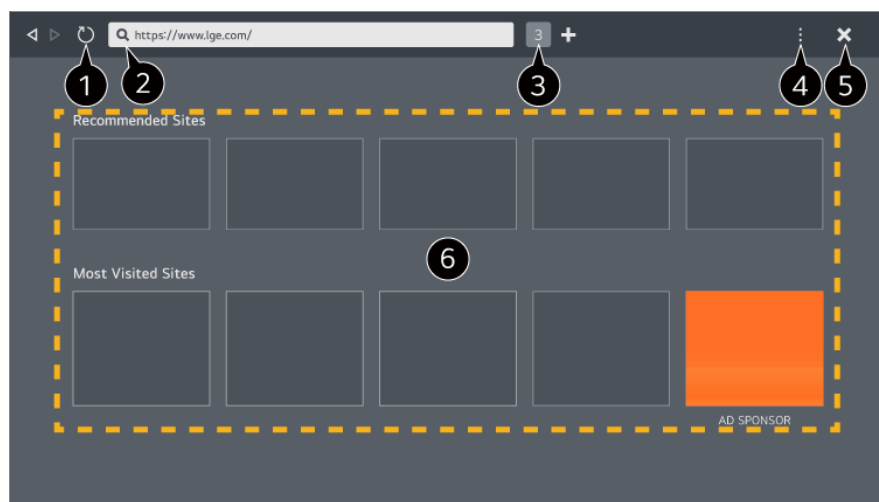 https://www.lge.com/ 3
1 2 3 4 5
Recommended Sites
6
Most Visited Sites
AD SPONSOR